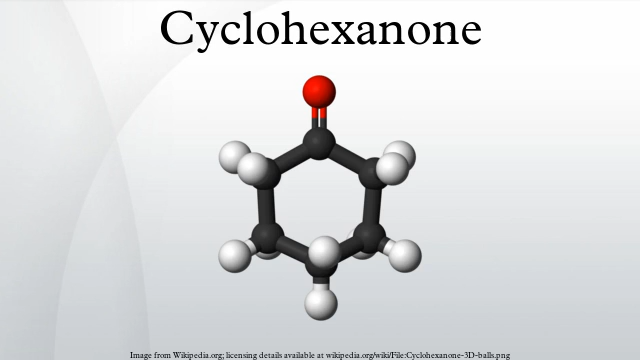 Cyclohexanone
Image from Wikipedia.org; licensing details available at wikipedia.org/wiki/File:Cyclohexanone-3D-balls.png